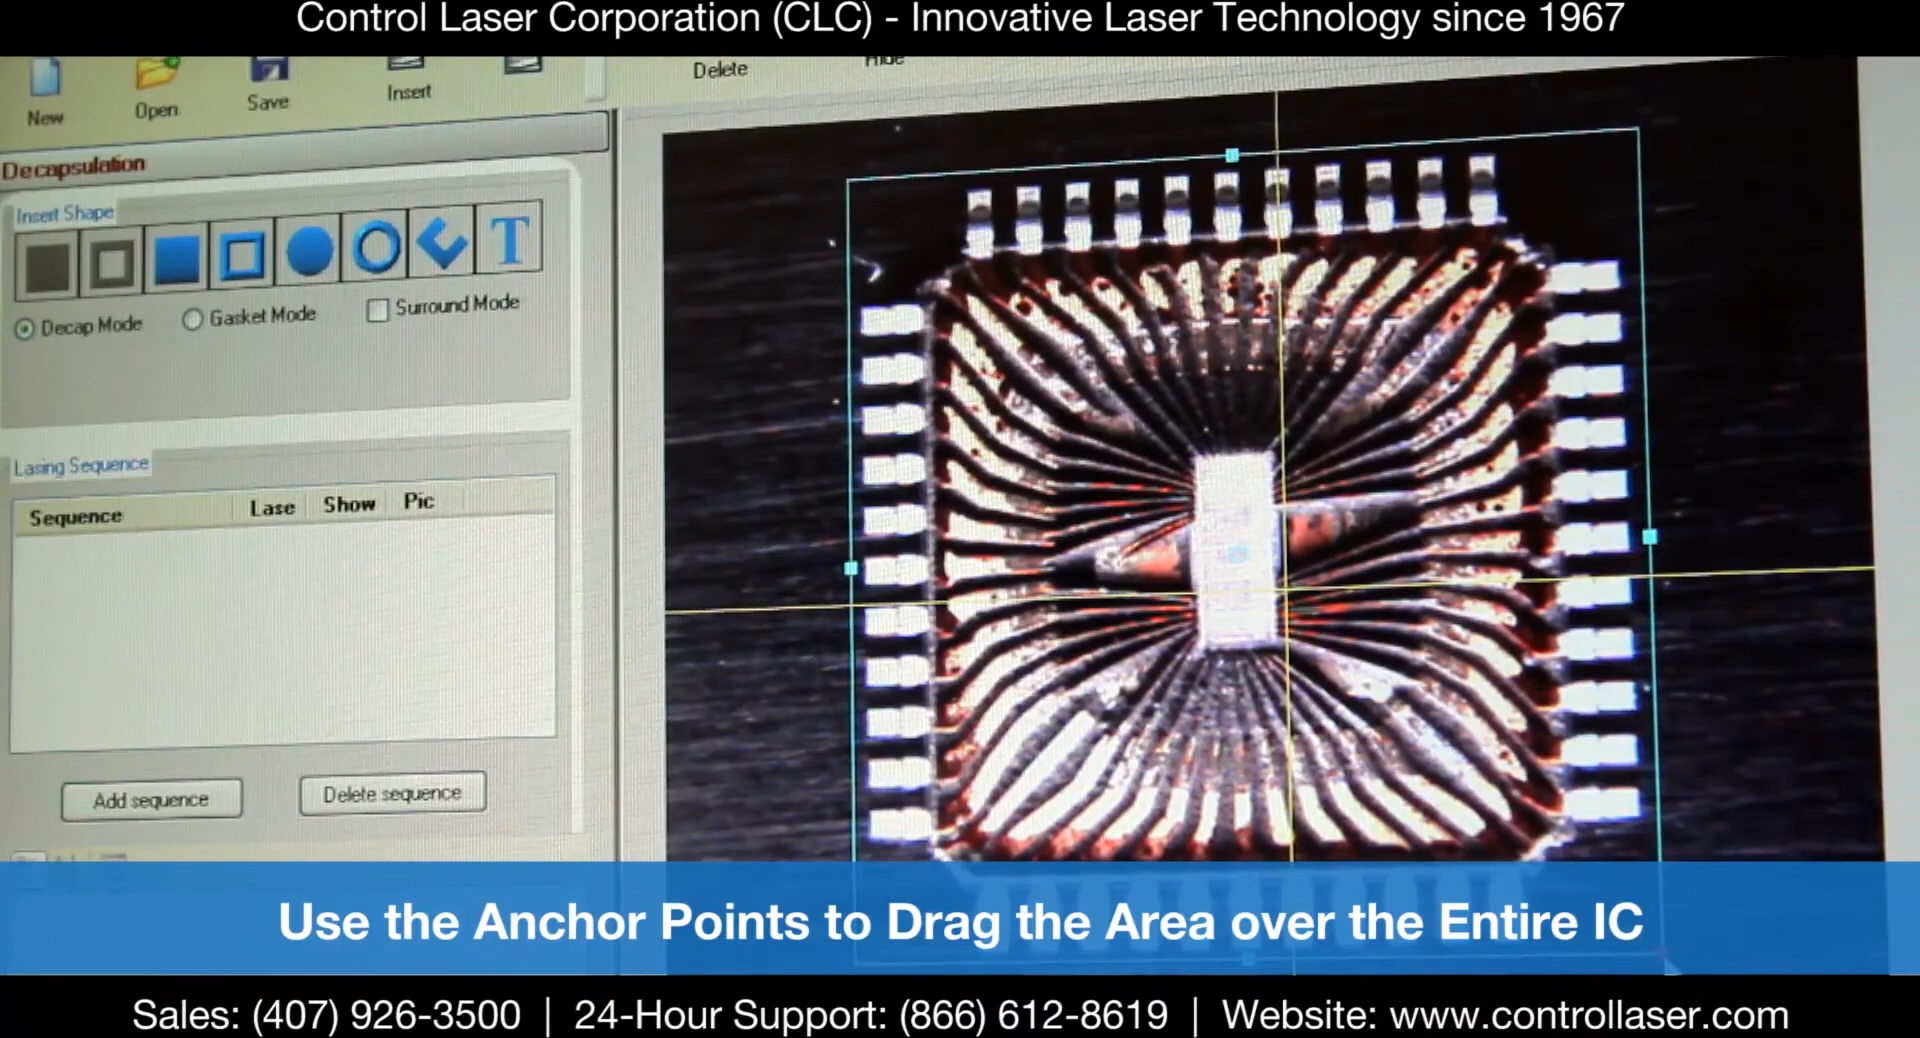 Control Laser Corporation (CLC) - Innovative Laser Technology since 1967
New
Open
Save
Insert
Delete
Hide
Decapsulation
Insert Shape
T
Decap Mode
Gasket Mode
Surround Mode
Lasing Sequence
Sequence Lase Show Pic
Add sequence
Delete sequence
Use the Anchor Points to Drag the Area over the Entire IC
Sales: (407) 926-3500 | 24-Hour Support: (866) 612-8619 | Website: www.controllaser.com